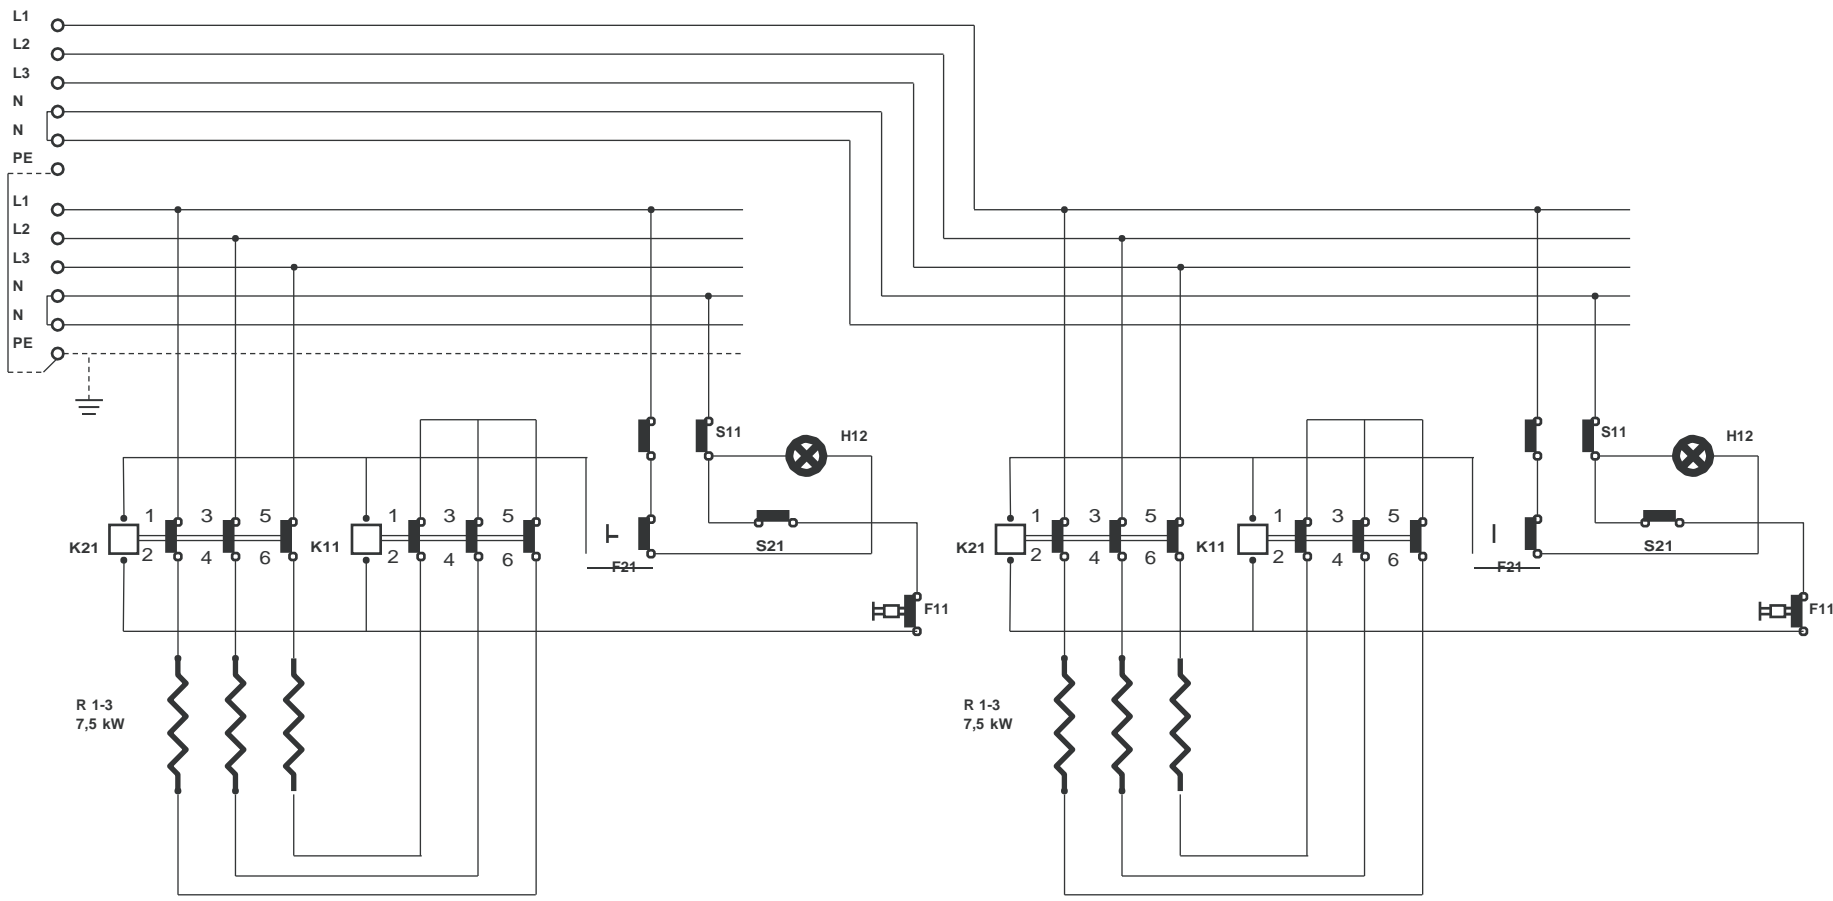 L1
L2
L3
N
N
PE
L1
L2
L3
N
N
PE
S11 H12 S11 H12
1 3 5 1 3 5 1 3 5 1 3 5
K21 K11 S21 K21 K11 S21
2 4 6 2 4 6 2 4 6 2 4 6
F21 F21
F11 F11
R 1-3 R 1-3
7,5 kW 7,5 kW